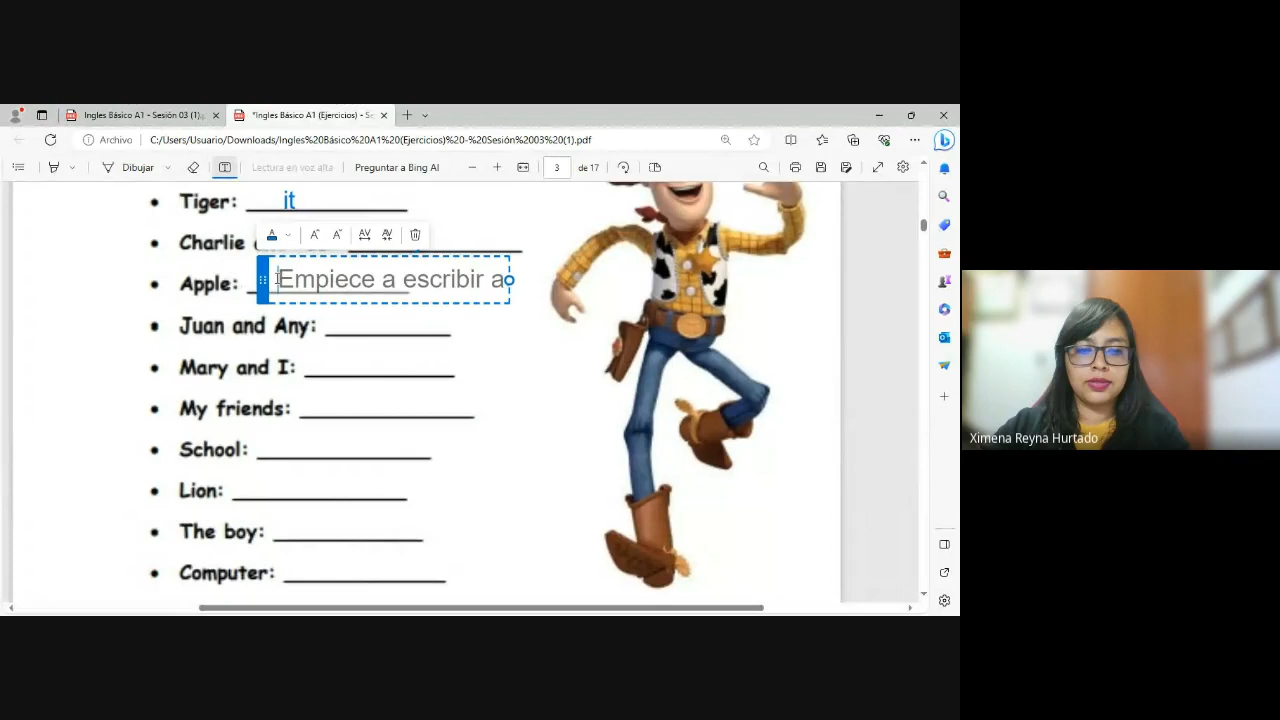 Ingles Básico A1 - Sesión 03 (1).
*Ingles Básico A1 (Ejercicios) - Se
Archivo C:/Users/Usuario/Downloads/Ingles%20Básico%20A1%20(Ejercicios)%20-%20Sesión%2003%20(1).pdf
Dibujar Lectura en voz alta Preguntar a Bing AI 3 de 17
Tiger: it
Charlie
Apple: Empiece a escribir a
Juan and Any:
Mary and I:
My friends:
School:
Lion:
The boy:
Computer:
Ximena Reyna Hurtado